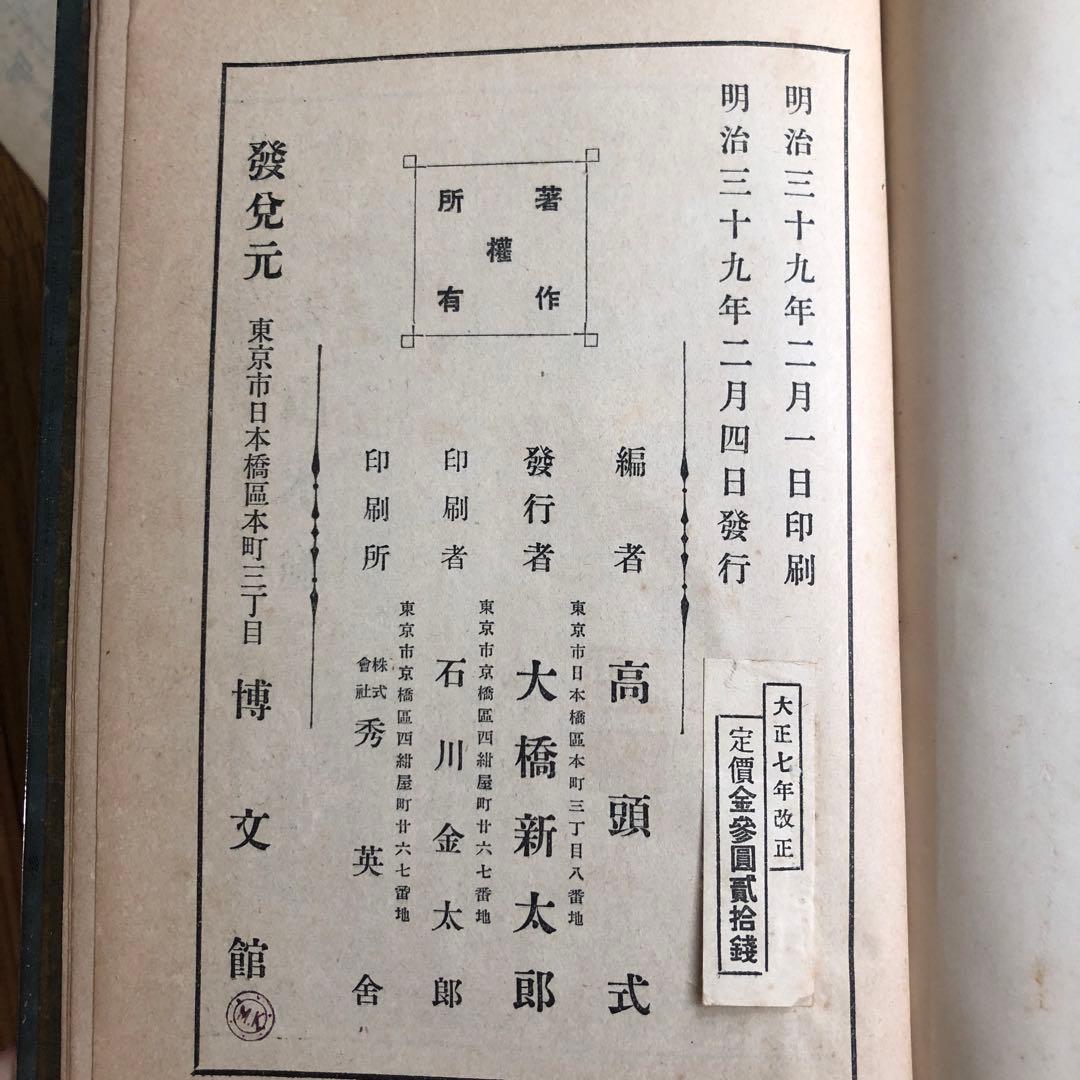 明治三十九年二月一日印刷
明治三十九年二月四日發行
大正七年改正
定價金參圓貳拾錢
著作權所有
編者 高頭式
東京市日本橋區本町三丁目八番地
發行者 大橋新太郎
東京市京橋區四紺屋町廿六七番地
印刷者 石川金太郎
東京市京橋區四紺屋町廿六七番地
印刷所 株式會社 秀英舍
發兌元 東京市日本橋區本町三丁目 博文館
M.K